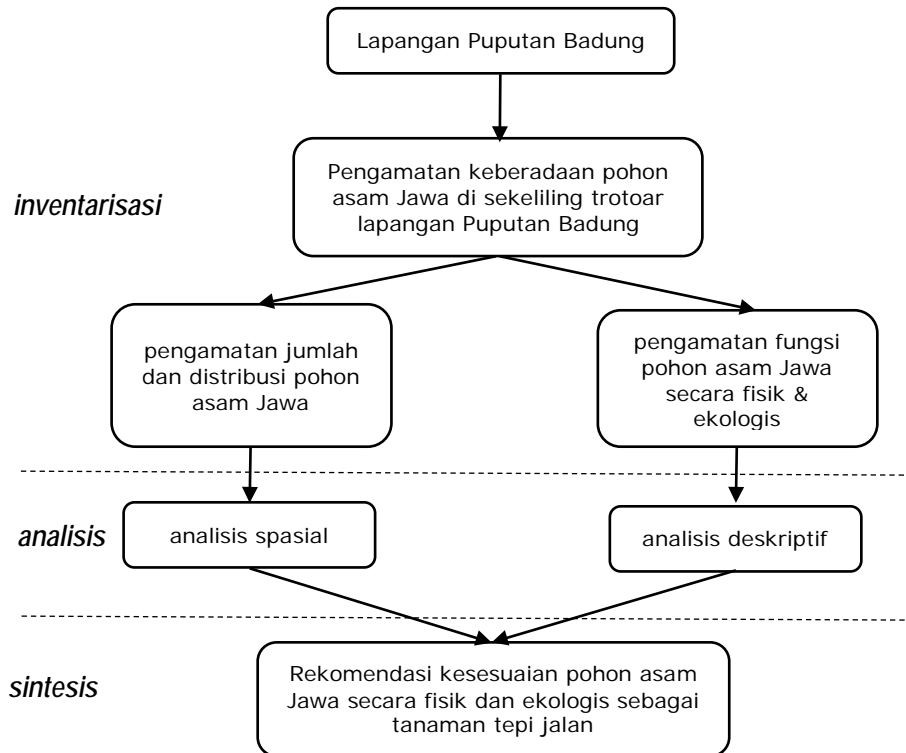 Lapangan Puputan Badung
inventarisasi
Pengamatan keberadaan pohon
asam Jawa di sekeliling trotoar
lapangan Puputan Badung
pengamatan jumlah
dan distribusi pohon
asam Jawa
pengamatan fungsi
pohon asam Jawa
secara fisik &
ekologis
analisis
analisis spasial
analisis deskriptif
sintesis
Rekomendasi kesesuaian pohon asam
Jawa secara fisik dan ekologis sebagai
tanaman tepi jalan